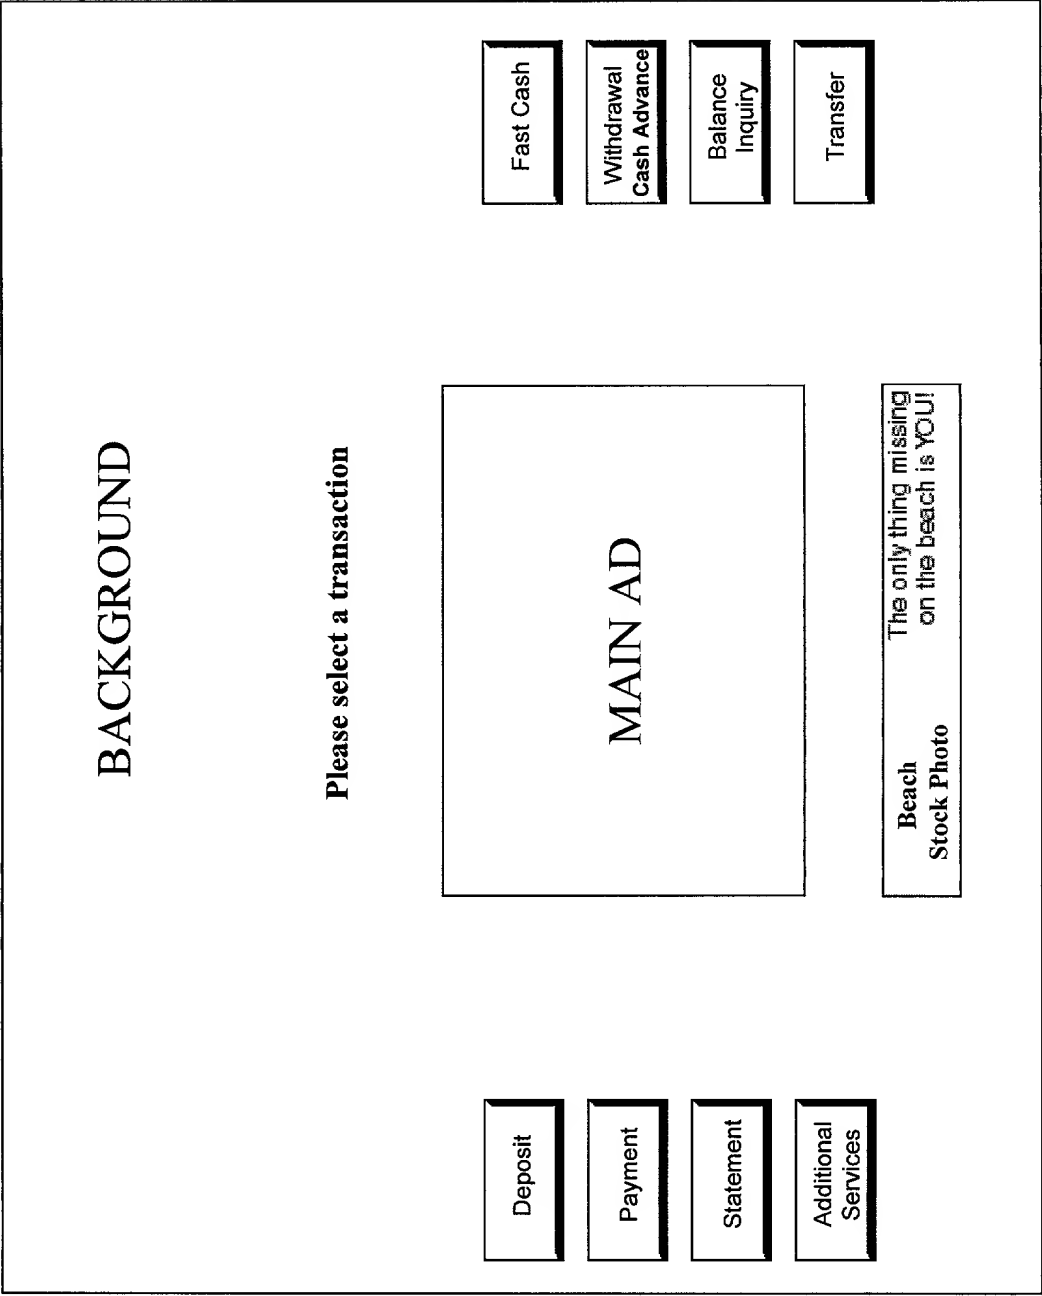 BACKGROUND
Please select a transaction
Deposit
Payment
Statement
Additional
Services
MAIN AD
Fast Cash
Withdrawal
Cash Advance
Balance
Inquiry
Transfer
Beach
Stock Photo
The only thing missing
on the beach is YOU!